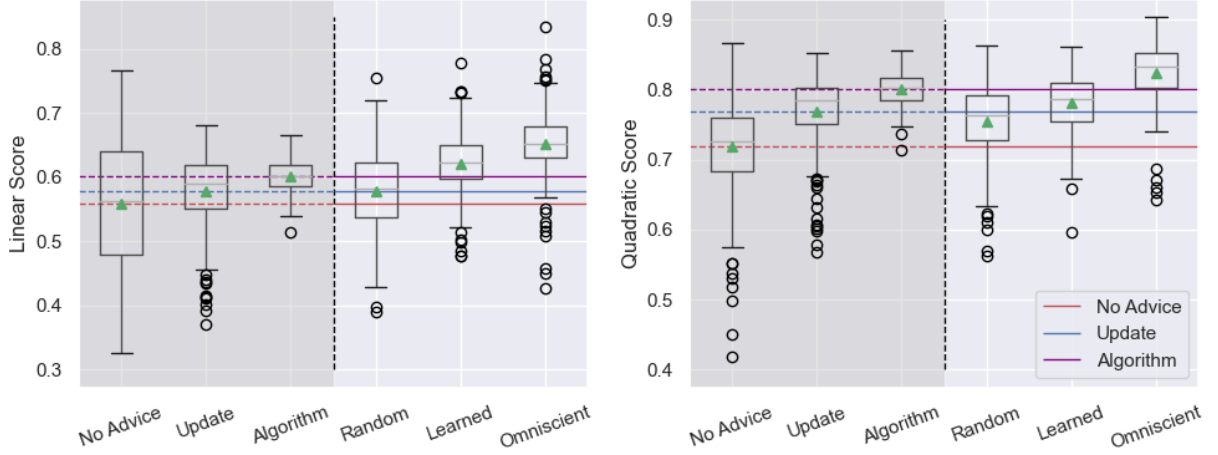 Linear Score
0.8
0.7
0.6
0.5
0.4
0.3
No Advice
Update
Algorithm
Random
Learned
Omniscient
Quadratic Score
0.9
0.8
0.7
0.6
0.5
0.4
No Advice
Update
Algorithm
No Advice
Update
Algorithm
Random
Learned
Omniscient